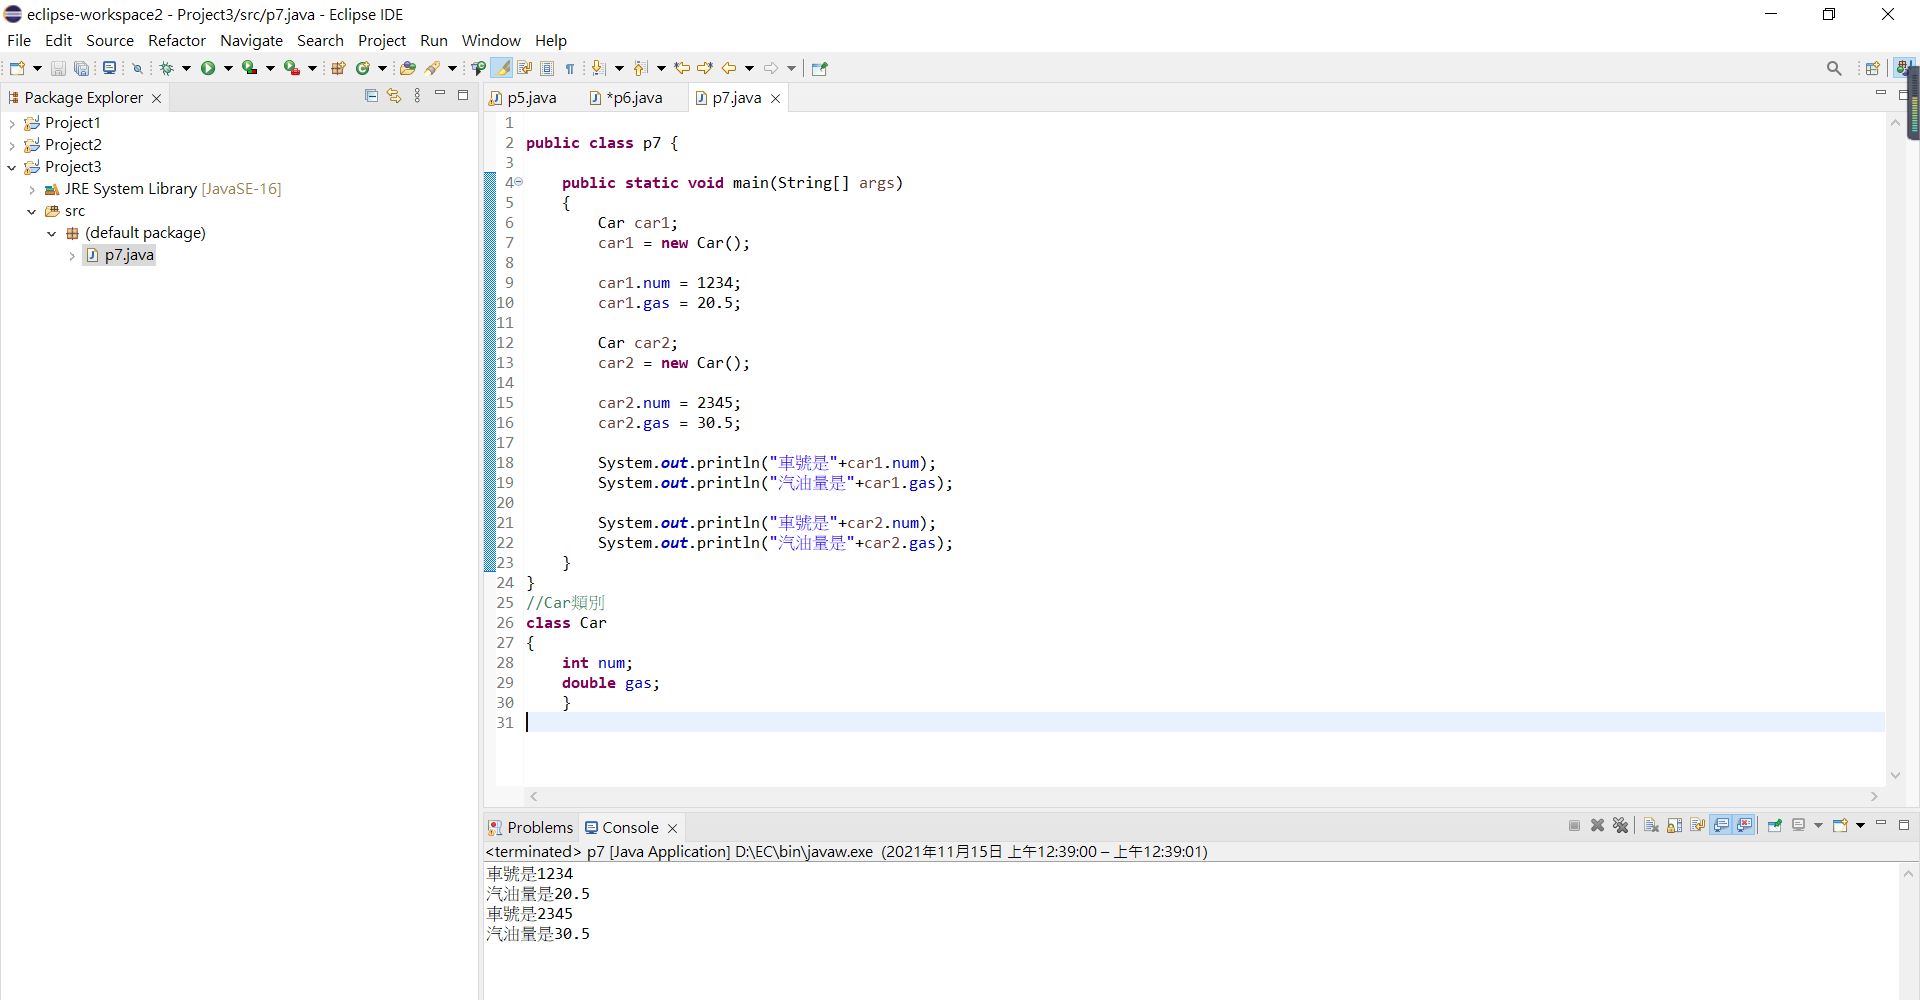 eclipse-workspace2 - Project3/src/p7.java - Eclipse IDE
File Edit Source Refactor Navigate Search Project Run Window Help
Package Explorer
p5.java *p6.java p7.java
Project1
Project2
Project3
JRE System Library [JavaSE-16]
src
(default package)
p7.java
1
2 public class p7 {
3
4 public static void main(String[] args)
5 {
6 Car car1;
7 car1 = new Car();
8
9 car1.num = 1234;
10 car1.gas = 20.5;
11
12 Car car2;
13 car2 = new Car();
14
15 car2.num = 2345;
16 car2.gas = 30.5;
17
18 System.out.println("車號是"+car1.num);
19 System.out.println("汽油量是"+car1.gas);
20
21 System.out.println("車號是"+car2.num);
22 System.out.println("汽油量是"+car2.gas);
23 }
24 }
25 //Car類別
26 class Car
27 {
28 int num;
29 double gas;
30 }
31
Problems Console
<terminated> p7 [Java Application] D:\EC\bin\javaw.exe (2021年11月15日 上午12:39:00 – 上午12:39:01)
車號是1234
汽油量是20.5
車號是2345
汽油量是30.5